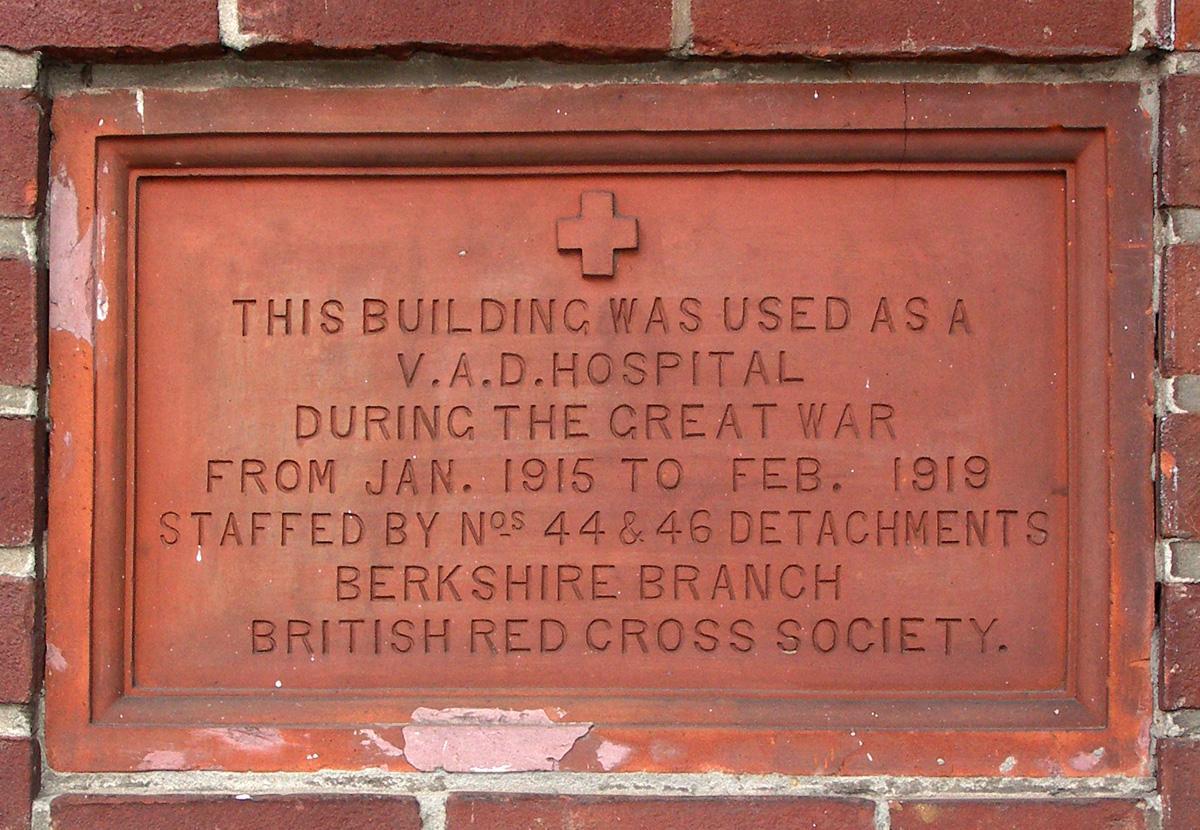 THIS BUILDING WAS USED AS A
V.A.D. HOSPITAL
DURING THE GREAT WAR
FROM JAN. 1915 TO FEB. 1919
STAFFED BY Nos 44 & 46 DETACHMENTS
BERKSHIRE BRANCH
BRITISH RED CROSS SOCIETY.